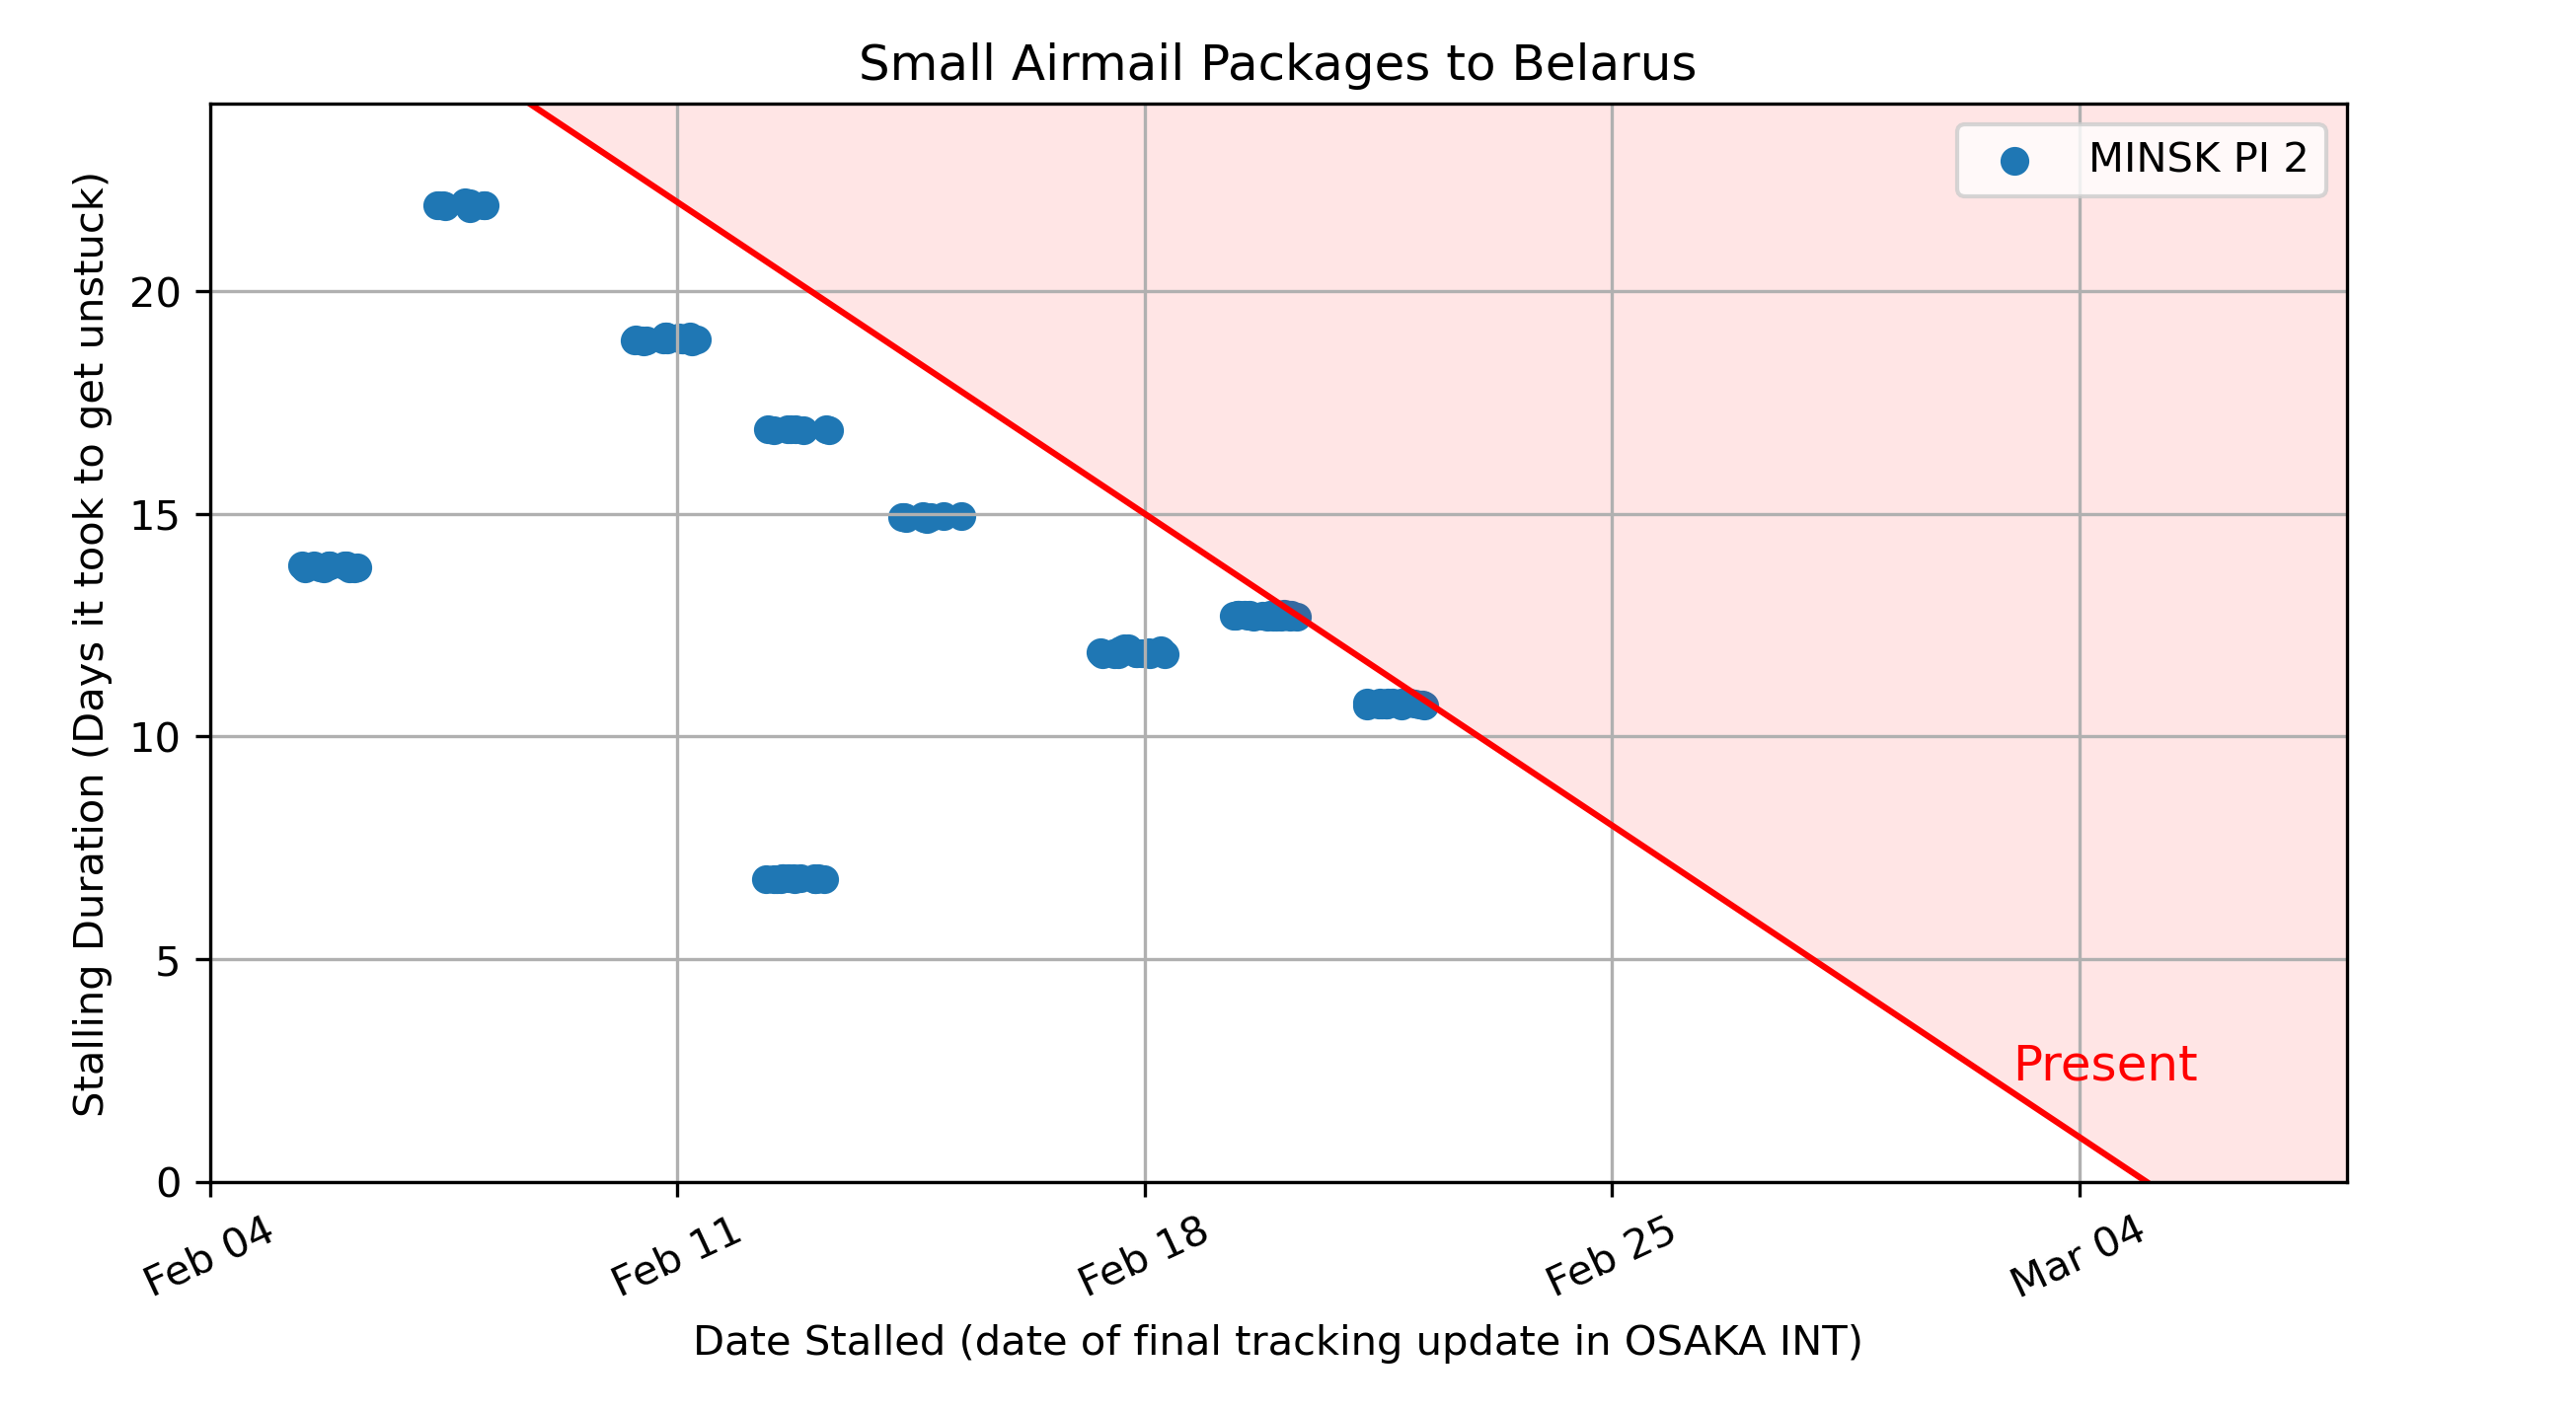 Small Airmail Packages to Belarus
MINSK PI 2
Stalling Duration (Days it took to get unstuck)
20
15
10
5
0
Present
Feb 04
Feb 11
Feb 18
Feb 25
Mar 04
Date Stalled (date of final tracking update in OSAKA INT)